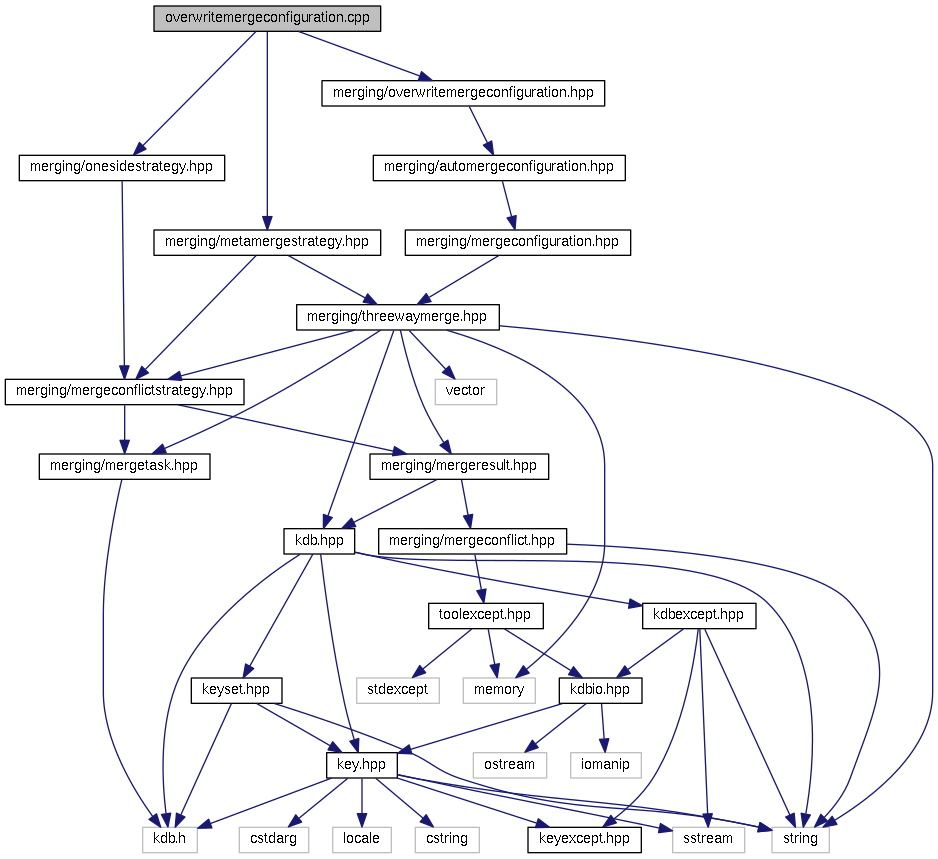 overwritemergeconfiguration.cpp
merging/overwritemergeconfiguration.hpp
merging/onesidestrategy.hpp
merging/automergeconfiguration.hpp
merging/metamergestrategy.hpp
merging/mergeconfiguration.hpp
merging/threewaymerge.hpp
merging/mergeconflictstrategy.hpp
vector
merging/mergetask.hpp
merging/mergeresult.hpp
kdb.hpp
merging/mergeconflict.hpp
toolexcept.hpp
kdbexcept.hpp
keyset.hpp
stdexcept
memory
kdbio.hpp
key.hpp
ostream
iomanip
kdb.h
cstdarg
locale
cstring
keyexcept.hpp
sstream
string